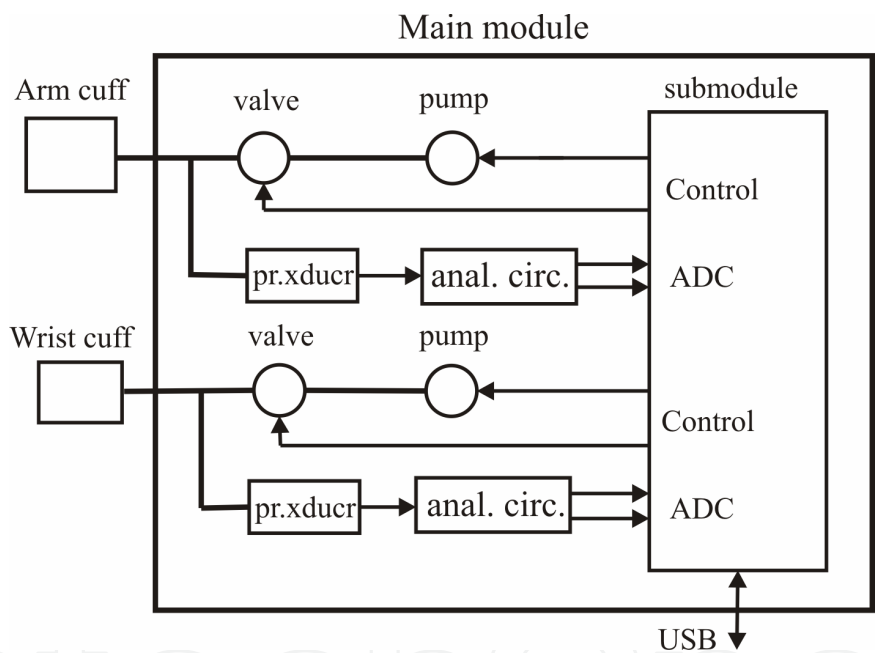 Main module
Arm cuff
valve
pump
submodule
Control
pr.xducr
anal. circ.
ADC
Wrist cuff
valve
pump
Control
pr.xducr
anal. circ.
ADC
USB